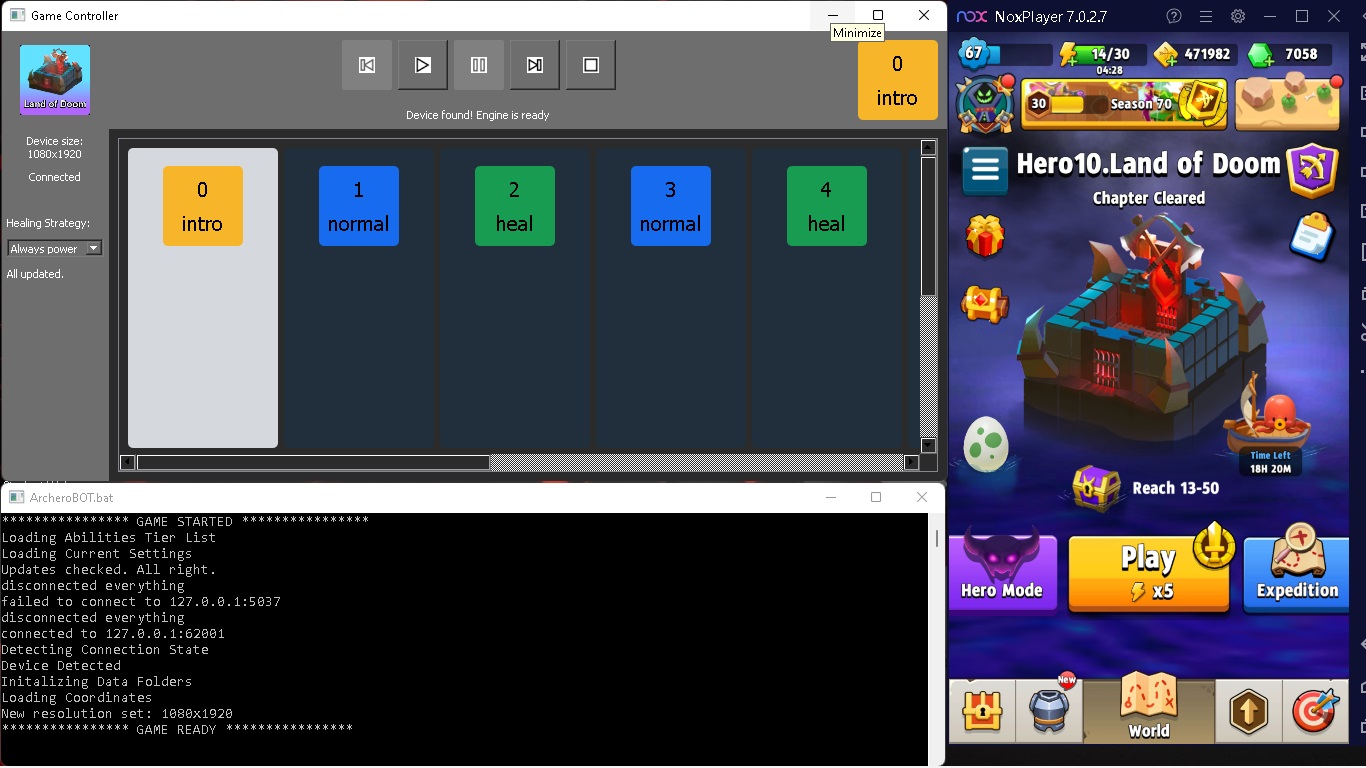 Game Controller
Minimize
Land of Doom
0
intro
Device found! Engine is ready
Device size:
1080x1920
Connected
Healing Strategy:
Always power
All updated.
0
intro
1
normal
2
heal
3
normal
4
heal
ArcheroBOT.bat
**************** GAME STARTED ****************
Loading Abilities Tier List
Loading Current Settings
Updates checked. All right.
disconnected everything
failed to connect to 127.0.0.1:5037
disconnected everything
connected to 127.0.0.1:62001
Detecting Connection State
Device Detected
Initalizing Data Folders
Loading Coordinates
New resolution set: 1080x1920
**************** GAME READY ****************
nox NoxPlayer 7.0.2.7
67
14/30
471982
7058
04:28
30
Season 70
Hero10.Land of Doom
Chapter Cleared
Time Left
18H 20M
Reach 13-50
Hero Mode
Play
x5
Expedition
New
World